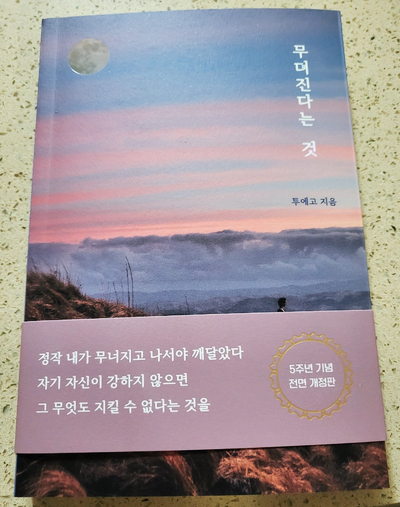 무뎌진다는 것
투에고 지음
정작 내가 무너지고 나서야 깨달았다
자기 자신이 강하지 않으면
그 무엇도 지킬 수 없다는 것을
5주년 기념
전면 개정판